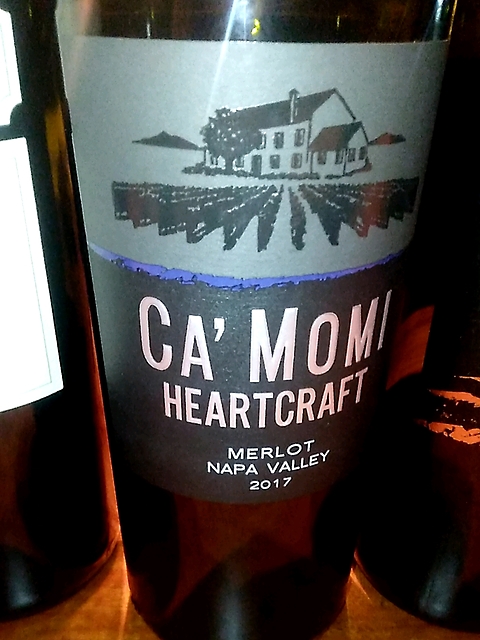 CA' MOMI
HEARTCRAFT
MERLOT
NAPA VALLEY
2017